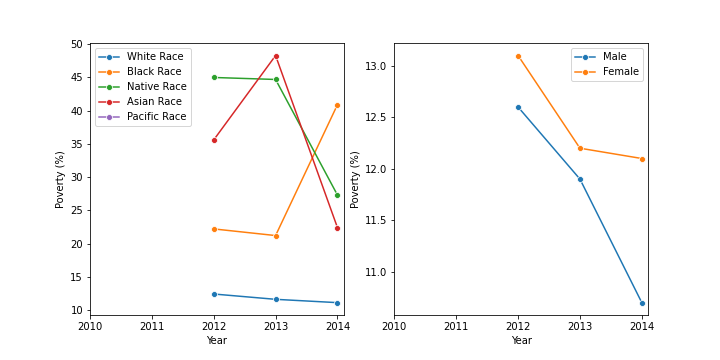 50
45
40
35
30
25
20
15
10
Poverty (%)
White Race
Black Race
Native Race
Asian Race
Pacific Race
2010 2011 2012 2013 2014
Year
13.0
12.5
12.0
11.5
11.0
Poverty (%)
Male
Female
2010 2011 2012 2013 2014
Year